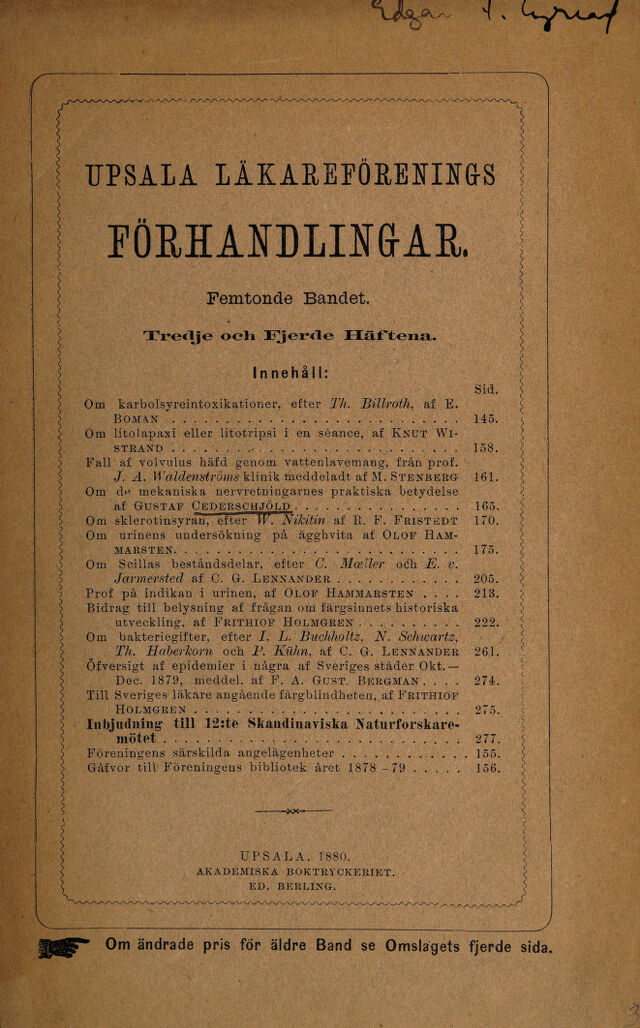 Edgar F. Cyriax
UPSALA LÄKAREFÖRENINGS
FÖRHANDLINGAR.
Femtonde Bandet.
Tredje och Fjerde Häftena.
Innehåll:
Sid.
Om karbolsyreintoxikationer, efter Th. Billroth, af E.
BOMAN . . . . . . . . . . . . . . . . . . . . . . . . 145.
Om litolapaxi eller litotripsi i en séance, af KNUT WI-
STRAND . . . . . . . . . . . . . . . . . . . . . . . 158.
Fall af volvulus häfd genom vattenlavemang, från prof.
J. A. Waldenströms klinik meddeladt af M. STENBERG 161.
Om de mekaniska nervretningarnes praktiska betydelse
af GUSTAF CEDERSCHJÖLD . . . . . . . . . . . . . . 165.
Om sklerotinsyran, efter W. Nikitin af R. F. FRISTEDT 170.
Om urinens undersökning på ägghvita af OLOF HAM-
MARSTEN. . . . . . . . . . . . . . . . . . . . . . . 175.
Om Scillas beståndsdelar, efter C. Mœller och E. v.
Jarmersted af C. G. LENNANDER . . . . . . . . . . . 205.
Prof på indikan i urinen, af OLOF HAMMARSTEN . . . . 213.
Bidrag till belysning af frågan om färgsinnets historiska
utveckling, af FRITHIOF HOLMGREN . . . . . . . . . 222.
Om bakteriegifter, efter I. L. Buchholtz, N. Schwartz,
Th. Haberkorn och P. Kühn, af C. G. LENNANDER 261.
Öfversigt af epidemier i några af Sveriges städer Okt.—
Dec. 1879, meddel. af F. A. GUST. BERGMAN . . . . 274.
Till Sveriges läkare angående färgblindheten, af FRITHIOF
HOLMGREN . . . . . . . . . . . . . . . . . . . . . . 275.
Inbjudning till 12:te Skandinaviska Naturforskare-
mötet . . . . . . . . . . . . . . . . . . . . . . . . 277.
Föreningens särskilda angelägenheter . . . . . . . . . . 155.
Gåfvor till Föreningens bibliotek året 1878-79 . . . . . 156.
UPSALA, 1880.
AKADEMISKA BOKTRYCKERIET.
ED. BERLING.
Om ändrade pris för äldre Band se Omslagets fjerde sida.